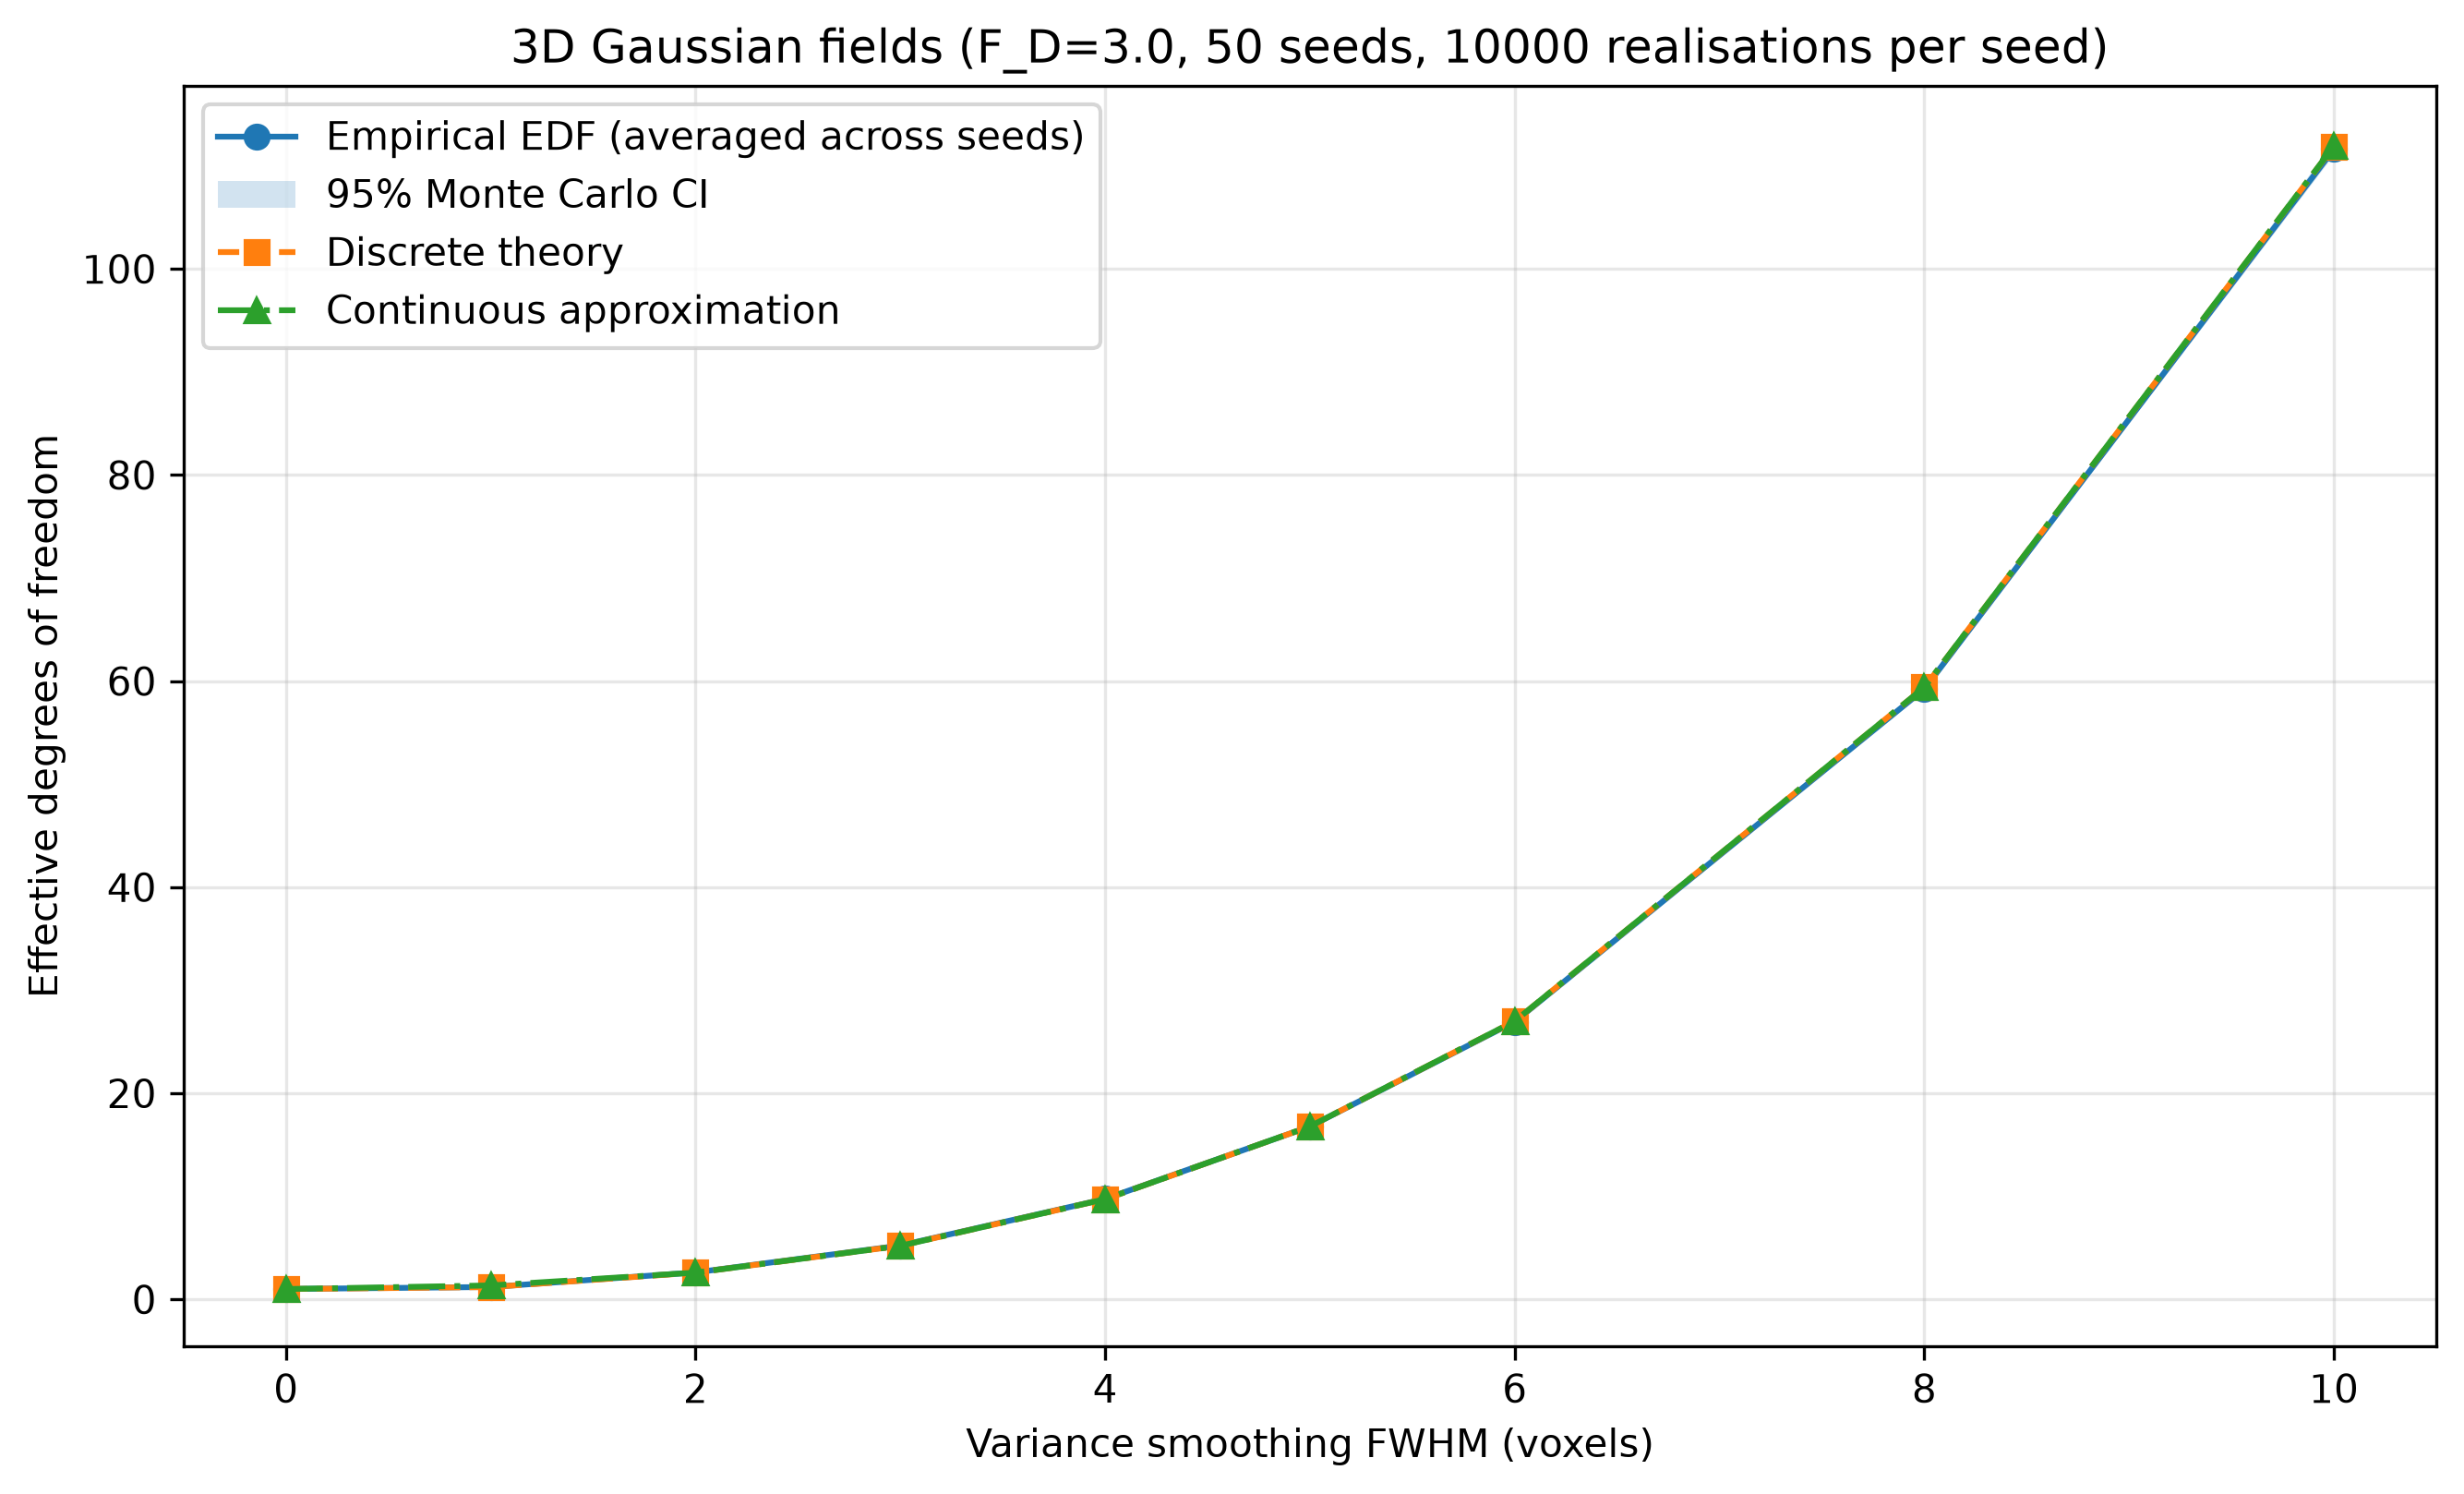 3D Gaussian fields (F_D=3.0, 50 seeds, 10000 realisations per seed)
Empirical EDF (averaged across seeds)
95% Monte Carlo CI
Discrete theory
Continuous approximation
Effective degrees of freedom
100
80
60
40
20
0
0 2 4 6 8 10
Variance smoothing FWHM (voxels)